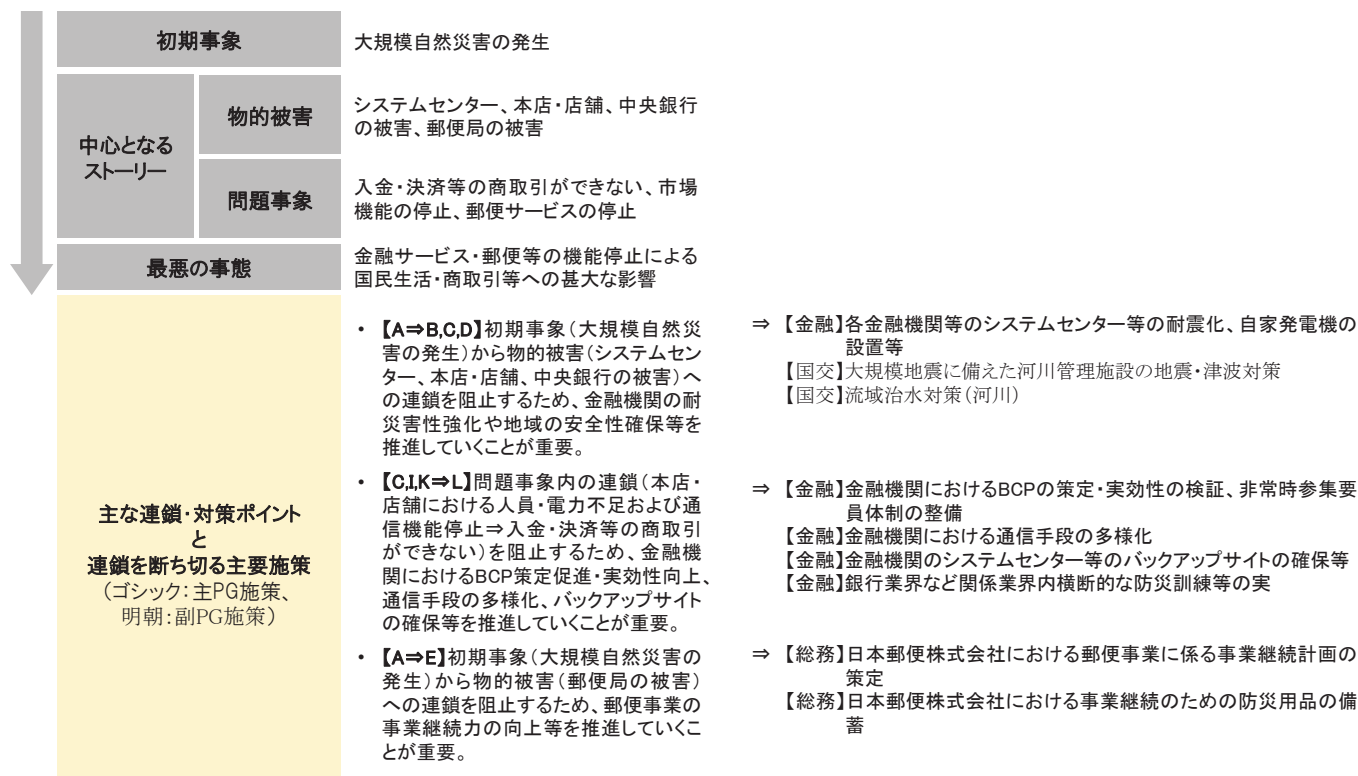 初期事象
大規模自然災害の発生
中心となる
ストーリー
物的被害
システムセンター、本店・店舗、中央銀行
の被害、郵便局の被害
問題事象
入金・決済等の商取引ができない、市場
機能の停止、郵便サービスの停止
最悪の事態
金融サービス・郵便等の機能停止による
国民生活・商取引等への甚大な影響
主な連鎖・対策ポイント
と
連鎖を断ち切る主要施策
（ゴシック：主PG施策、
明朝：副PG施策）
・【A⇒B,C,D】初期事象（大規模自然災
害の発生）から物的被害（システムセン
ター、本店・店舗、中央銀行の被害）へ
の連鎖を阻止するため、金融機関の耐
災害性強化や地域の安全性確保等を
推進していくことが重要。
⇒【金融】各金融機関等のシステムセンター等の耐震化、自家発電機の
設置等
【国交】大規模地震に備えた河川管理施設の地震・津波対策
【国交】流域治水対策（河川）
・【C,I,K⇒L】問題事象内の連鎖（本店・
店舗における人員・電力不足および通
信機能停止⇒入金・決済等の商取引
ができない）を阻止するため、金融機
関におけるBCP策定促進・実効性向上、
通信手段の多様化、バックアップサイト
の確保等を推進していくことが重要。
⇒【金融】金融機関におけるBCPの策定・実効性の検証、非常時参集要
員体制の整備
【金融】金融機関における通信手段の多様化
【金融】金融機関のシステムセンター等のバックアップサイトの確保等
【金融】銀行業界など関係業界内横断的な防災訓練等の実
・【A⇒E】初期事象（大規模自然災害の
発生）から物的被害（郵便局の被害）
への連鎖を阻止するため、郵便事業の
事業継続力の向上等を推進していくこ
とが重要。
⇒【総務】日本郵便株式会社における郵便事業に係る事業継続計画の
策定
【総務】日本郵便株式会社における事業継続のための防災用品の備
蓄